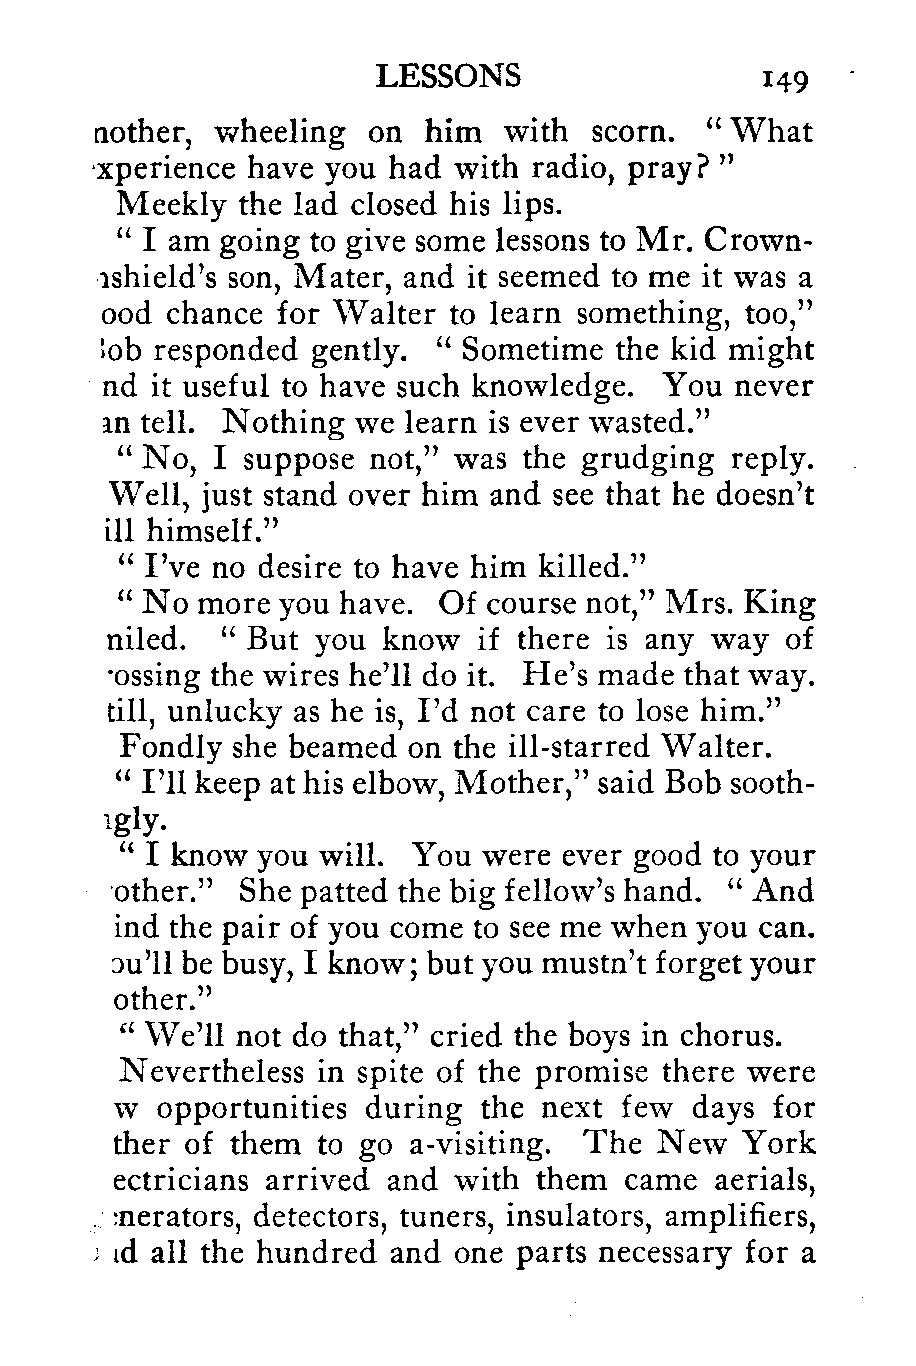 LESSONS 149
mother, wheeling on him with scorn. “ What
xperience have you had with radio, pray? ”
Meekly the lad closed his lips.
“ I am going to give some lessons to Mr. Crown-
nshield’s son, Mater, and it seemed to me it was a
ood chance for Walter to learn something, too,”
Bob responded gently. “ Sometime the kid might
nd it useful to have such knowledge. You never
an tell. Nothing we learn is ever wasted.”
“ No, I suppose not,” was the grudging reply.
Well, just stand over him and see that he doesn’t
ill himself.”
“ I’ve no desire to have him killed.”
“ No more you have. Of course not,” Mrs. King
niled. “ But you know if there is any way of
rossing the wires he’ll do it. He’s made that way.
till, unlucky as he is, I’d not care to lose him.”
Fondly she beamed on the ill-starred Walter.
“ I’ll keep at his elbow, Mother,” said Bob sooth-
ngly.
“ I know you will. You were ever good to your
other.” She patted the big fellow’s hand. “ And
ind the pair of you come to see me when you can.
ou’ll be busy, I know; but you mustn’t forget your
other.”
“ We’ll not do that,” cried the boys in chorus.
Nevertheless in spite of the promise there were
w opportunities during the next few days for
ther of them to go a-visiting. The New York
ectricians arrived and with them came aerials,
enerators, detectors, tuners, insulators, amplifiers,
nd all the hundred and one parts necessary for a